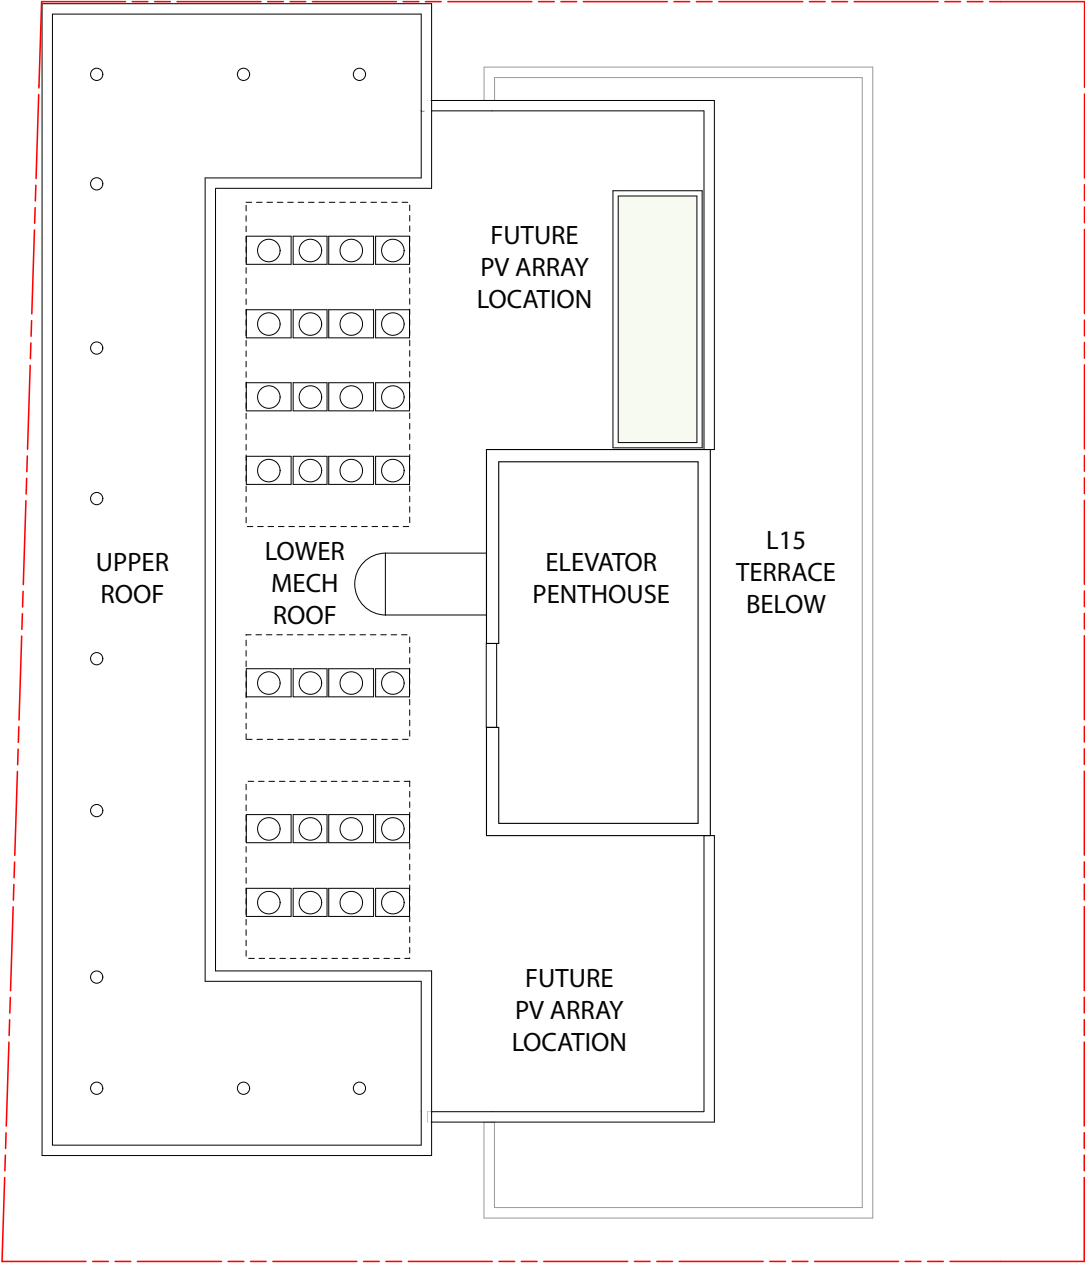 FUTURE
PV ARRAY
LOCATION
UPPER
ROOF
LOWER
MECH
ROOF
ELEVATOR
PENTHOUSE
L15
TERRACE
BELOW
FUTURE
PV ARRAY
LOCATION